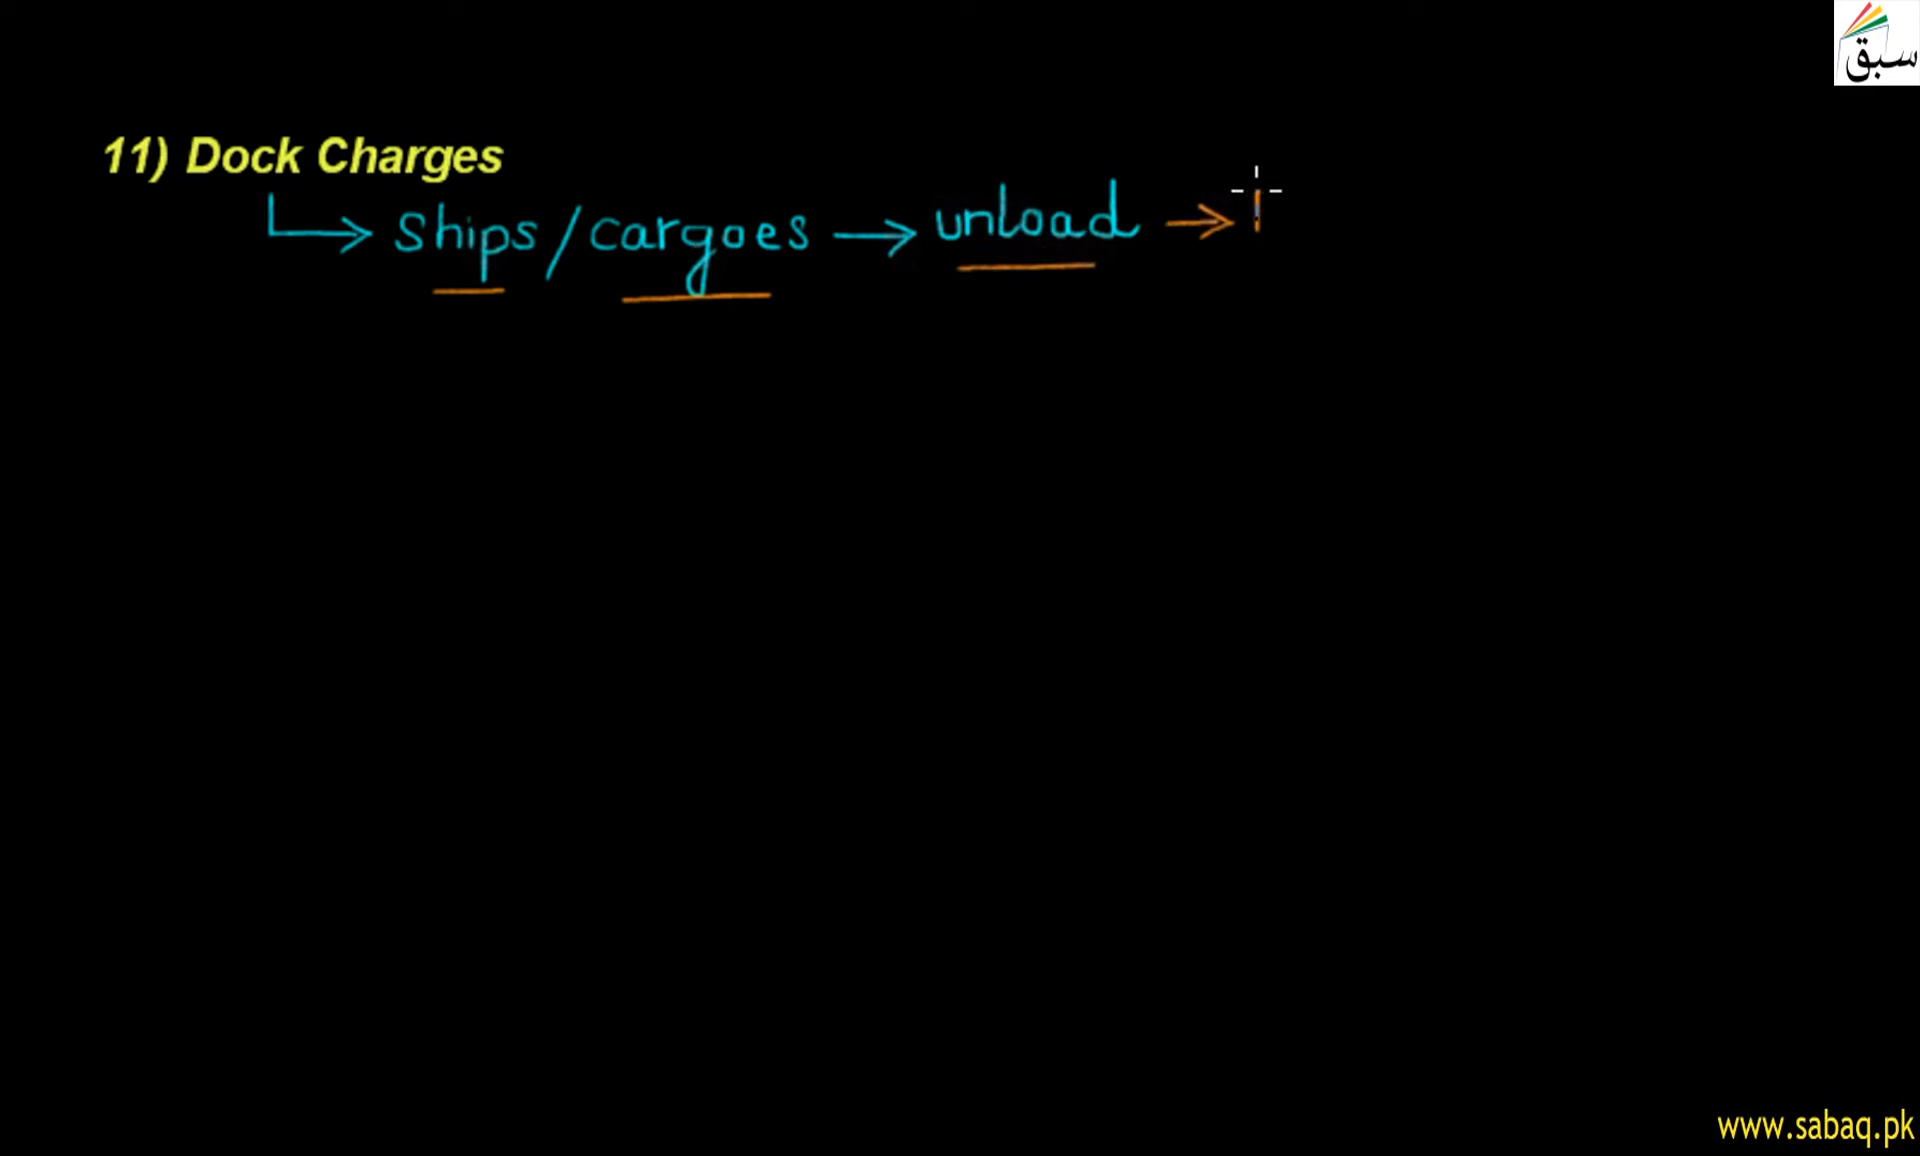 سبق
11) Dock Charges
↳ ships / cargoes → unload →
www.sabaq.pk